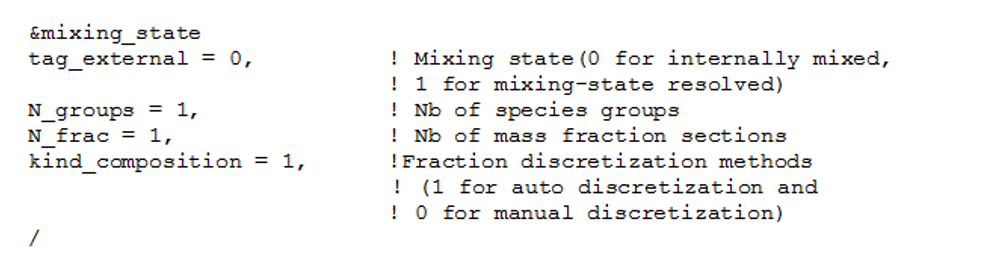 &mixing_state
tag_external = 0, ! Mixing state(0 for internally mixed,
! 1 for mixing-state resolved)
N_groups = 1, ! Nb of species groups
N_frac = 1, ! Nb of mass fraction sections
kind_composition = 1, !Fraction discretization methods
! (1 for auto discretization and
! 0 for manual discretization)
/